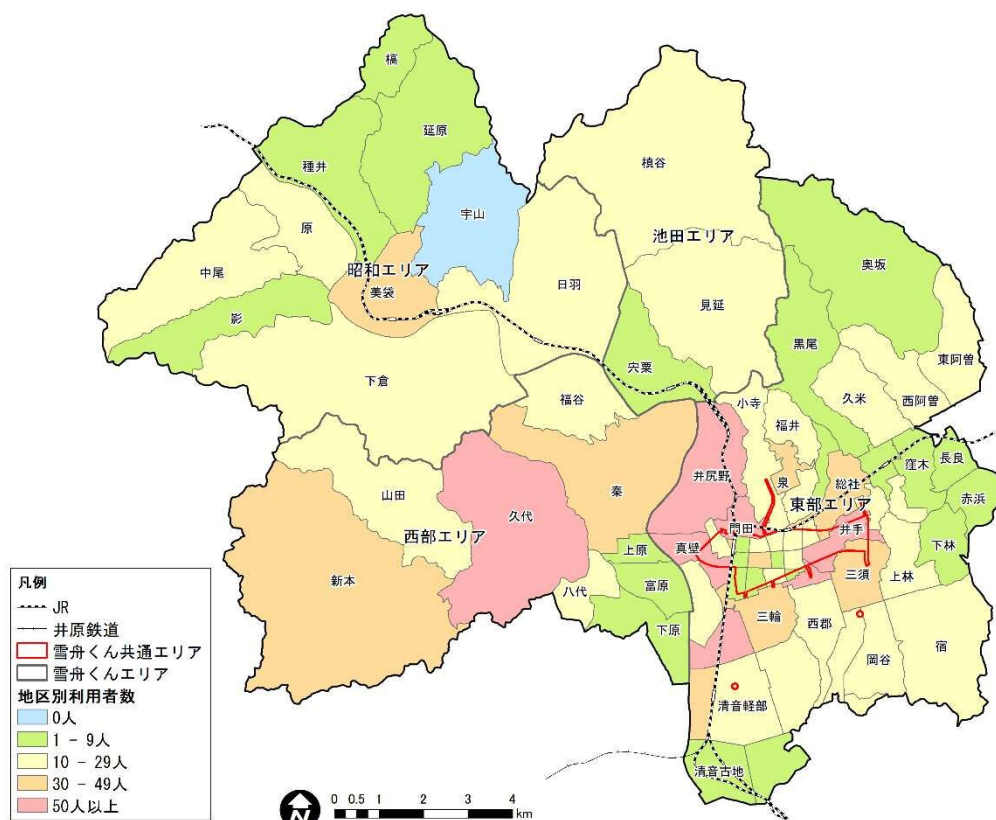 槁
延原
種井
槙谷
宇山
原
池田エリア
奥坂
昭和エリア
中尾
日羽
美袋
見延
影
黒尾
東阿曽
宍粟
下倉
久米
西阿曽
小寺
福谷
福井
窪木
長良
井尻野
泉
総社
山田
秦
赤浜
久代
東部エリア
西部エリア
門田
井手
上原
真壁
下林
新本
三須
上林
八代
富原
下原
三輪
西郡
岡谷
宿
清音軽部
清音古地
凡例
JR
井原鉄道
雪舟くん共通エリア
雪舟くんエリア
地区別利用者数
0人
1 - 9人
10 - 29人
30 - 49人
50人以上
N
0 0.5 1 2 3 4
km